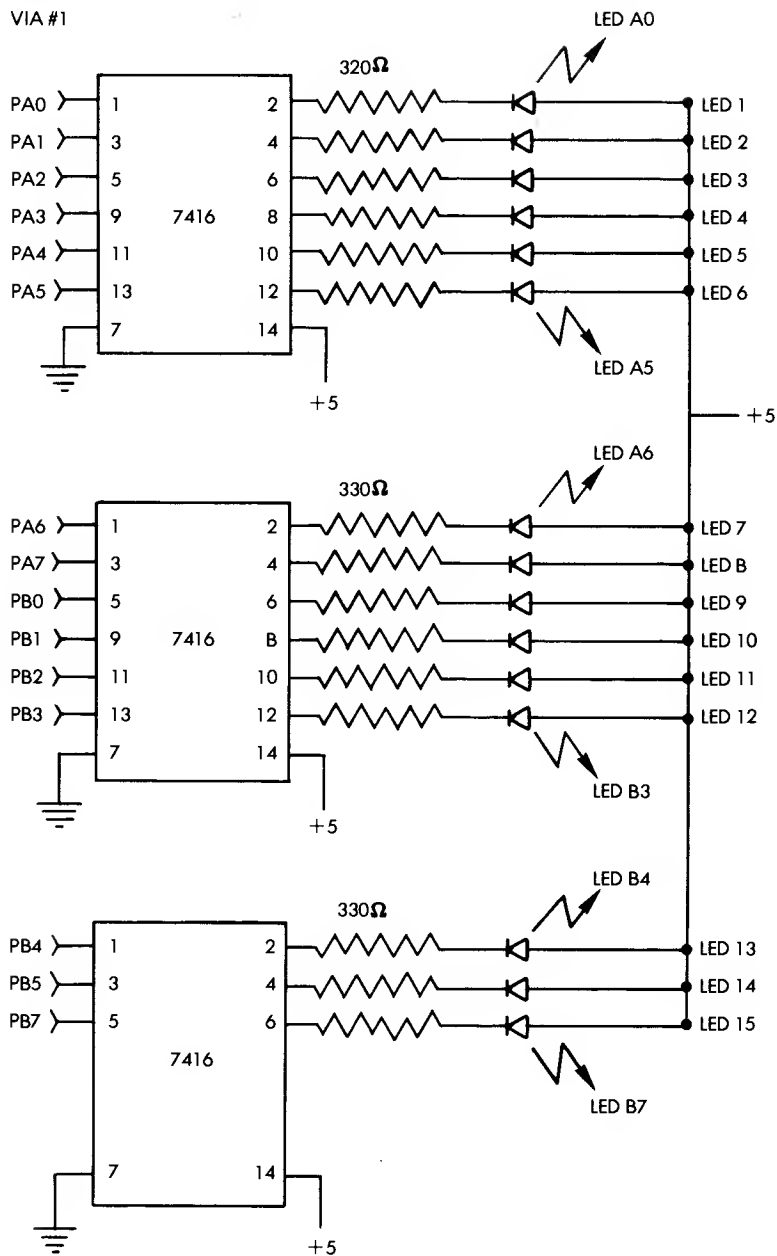 VIA #1
LED A0
320Ω
PA0 1 2 LED 1
PA1 3 4 LED 2
PA2 5 6 LED 3
PA3 9 7416 8 LED 4
PA4 11 10 LED 5
PA5 13 12 LED 6
7 14
LED A5
+5
+5
LED A6
330Ω
PA6 1 2 LED 7
PA7 3 4 LED B
PB0 5 6 LED 9
PB1 9 7416 B LED 10
PB2 11 10 LED 11
PB3 13 12 LED 12
7 14
LED B3
+5
LED B4
330Ω
PB4 1 2 LED 13
PB5 3 4 LED 14
PB7 5 6 LED 15
7416
LED B7
7 14
+5